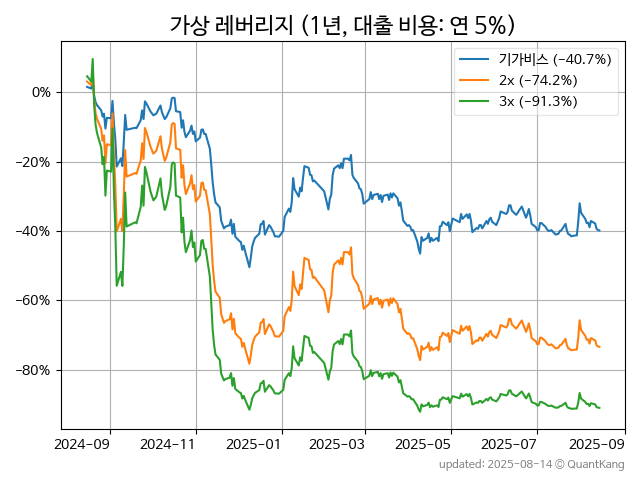 가상 레버리지 (1년, 대출 비용: 연 5%)
기가비스 (−40.7%)
2x (−74.2%)
3x (−91.3%)
0%
−20%
−40%
−60%
−80%
2024-09 2024-11 2025-01 2025-03 2025-05 2025-07 2025-09
updated: 2025-08-14 © QuantKang